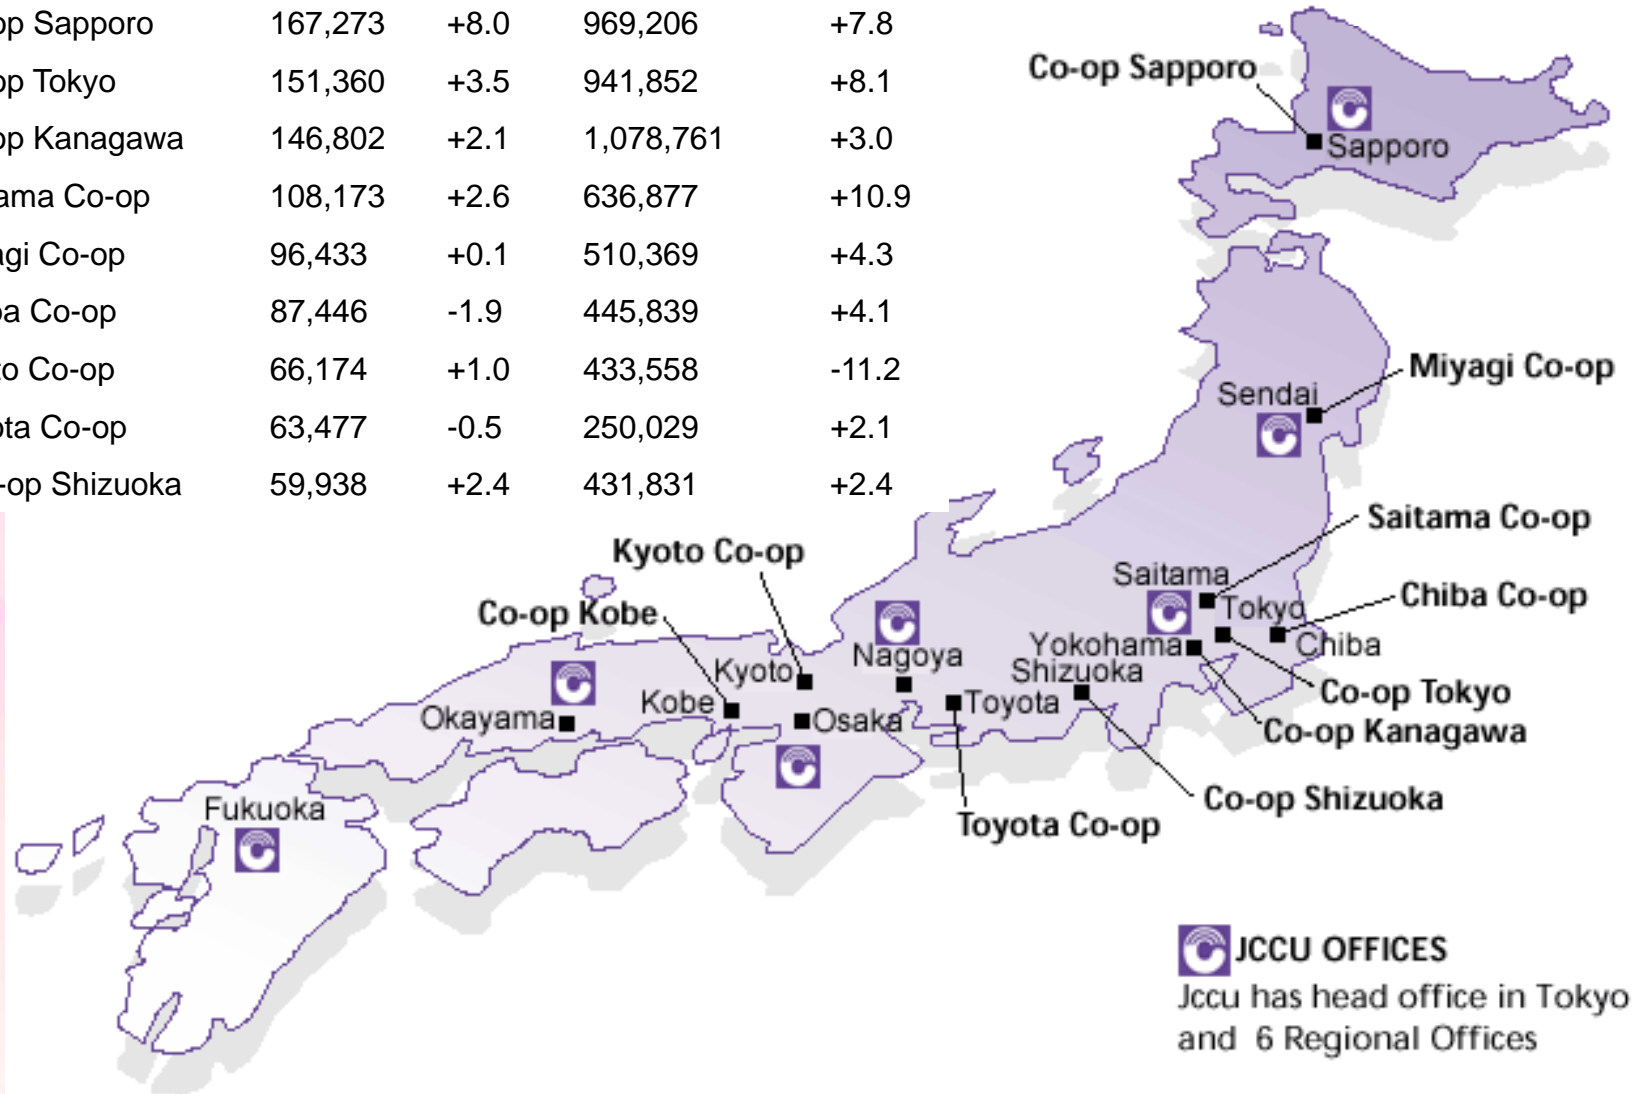 op Sapporo 167,273 +8.0 969,206 +7.8
op Tokyo 151,360 +3.5 941,852 +8.1
op Kanagawa 146,802 +2.1 1,078,761 +3.0
ama Co-op 108,173 +2.6 636,877 +10.9
agi Co-op 96,433 +0.1 510,369 +4.3
ba Co-op 87,446 -1.9 445,839 +4.1
to Co-op 66,174 +1.0 433,558 -11.2
ota Co-op 63,477 -0.5 250,029 +2.1
-op Shizuoka 59,938 +2.4 431,831 +2.4
Co-op Sapporo
Sapporo
Miyagi Co-op
Sendai
Saitama Co-op
Kyoto Co-op
Saitama
Chiba Co-op
Co-op Kobe
Tokyo
Yokohama
Chiba
Nagoya
Shizuoka
Kyoto
Co-op Tokyo
Kobe
Toyota
Okayama
Osaka
Co-op Kanagawa
Co-op Shizuoka
Fukuoka
Toyota Co-op
JCCU OFFICES
Jccu has head office in Tokyo
and 6 Regional Offices